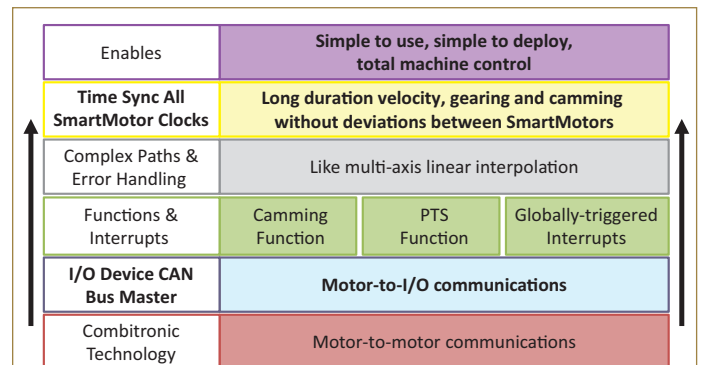 Enables
Simple to use, simple to deploy,
total machine control
Time Sync All
SmartMotor Clocks
Long duration velocity, gearing and camming
without deviations between SmartMotors
Complex Paths &
Error Handling
Like multi-axis linear interpolation
Functions &
Interrupts
Camming
Function
PTS
Function
Globally-triggered
Interrupts
I/O Device CAN
Bus Master
Motor-to-I/O communications
Combitronic
Technology
Motor-to-motor communications